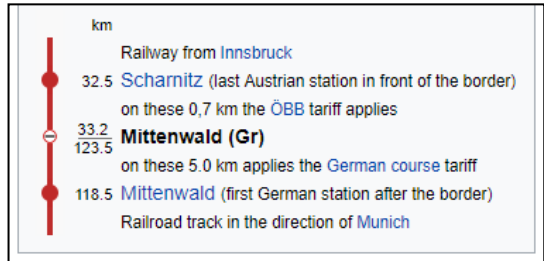 km
Railway from Innsbruck
32.5 Scharnitz (last Austrian station in front of the border)
on these 0,7 km the ÖBB tariff applies
33.2
123.5 Mittenwald (Gr)
on these 5.0 km applies the German course tariff
118.5 Mittenwald (first German station after the border)
Railroad track in the direction of Munich